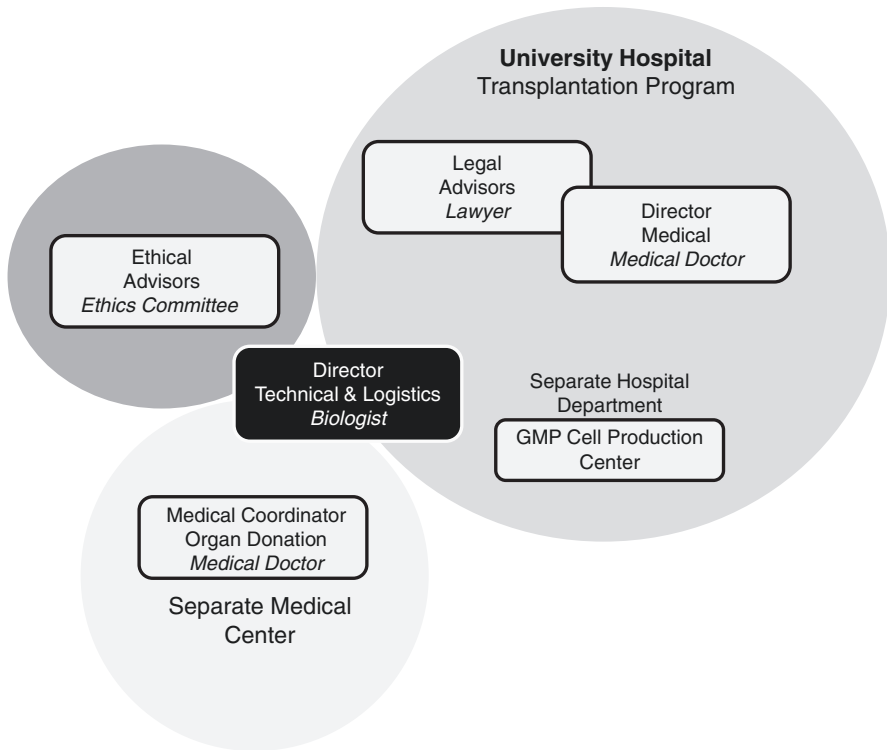 University Hospital
Transplantation Program
Legal
Advisors
Lawyer
Director
Medical
Medical Doctor
Ethical
Advisors
Ethics Committee
Director
Technical & Logistics
Biologist
Separate Hospital
Department
GMP Cell Production
Center
Medical Coordinator
Organ Donation
Medical Doctor
Separate Medical
Center